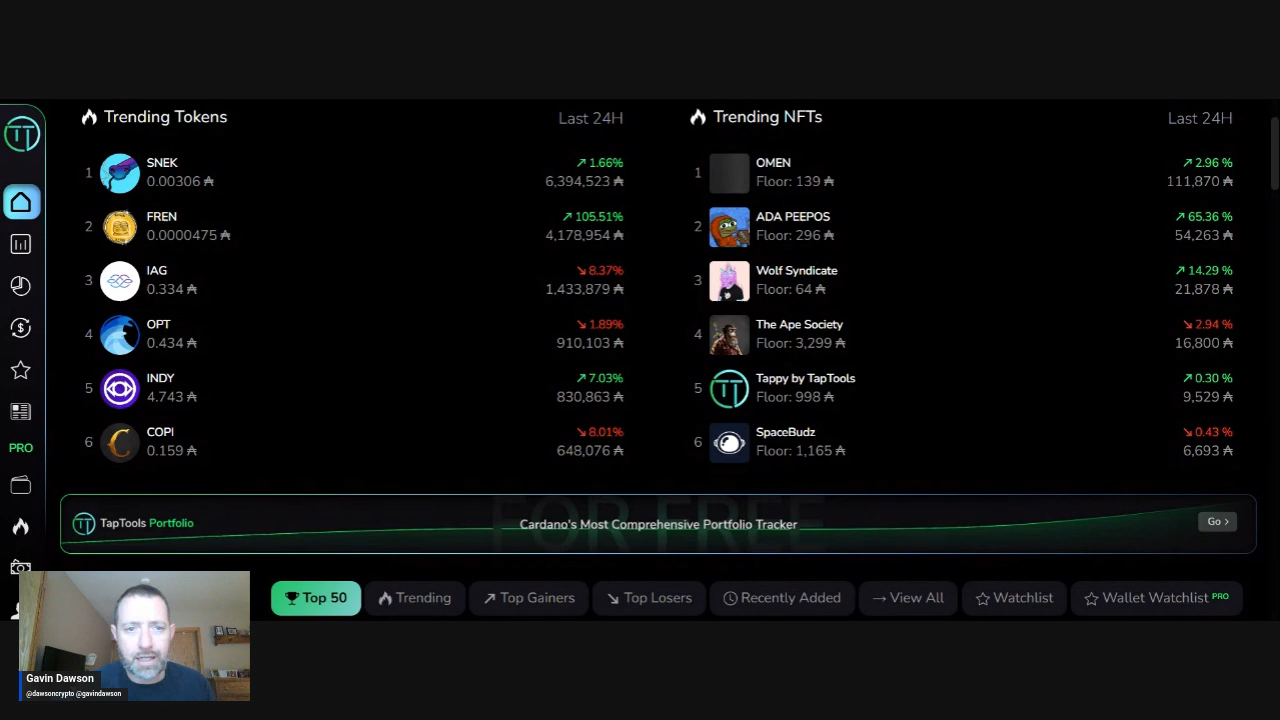 Trending Tokens
Last 24H
1
SNEK
0.00306 ₳
↗ 1.66%
6,394,523 ₳
2
FREN
0.0000475 ₳
↗ 105.51%
4,178,954 ₳
3
IAG
0.334 ₳
↘ 8.37%
1,433,879 ₳
4
OPT
0.434 ₳
↘ 1.89%
910,103 ₳
5
INDY
4.743 ₳
↗ 7.03%
830,863 ₳
6
COPI
0.159 ₳
↘ 8.01%
648,076 ₳
Trending NFTs
Last 24H
1
OMEN
Floor: 139 ₳
↗ 2.96 %
111,870 ₳
2
ADA PEEPOS
Floor: 296 ₳
↗ 65.36 %
54,263 ₳
3
Wolf Syndicate
Floor: 64 ₳
↗ 14.29 %
21,878 ₳
4
The Ape Society
Floor: 3,299 ₳
↘ 2.94 %
16,800 ₳
5
Tappy by TapTools
Floor: 998 ₳
↗ 0.30 %
9,529 ₳
6
SpaceBudz
Floor: 1,165 ₳
↘ 0.43 %
6,693 ₳
PRO
FOR FREE
TapTools Portfolio
Cardano's Most Comprehensive Portfolio Tracker
Go ›
Top 50
Trending
↗ Top Gainers
↘ Top Losers
Recently Added
→ View All
Watchlist
Wallet Watchlist PRO
Gavin Dawson
@dawsoncrypto @gavindawson